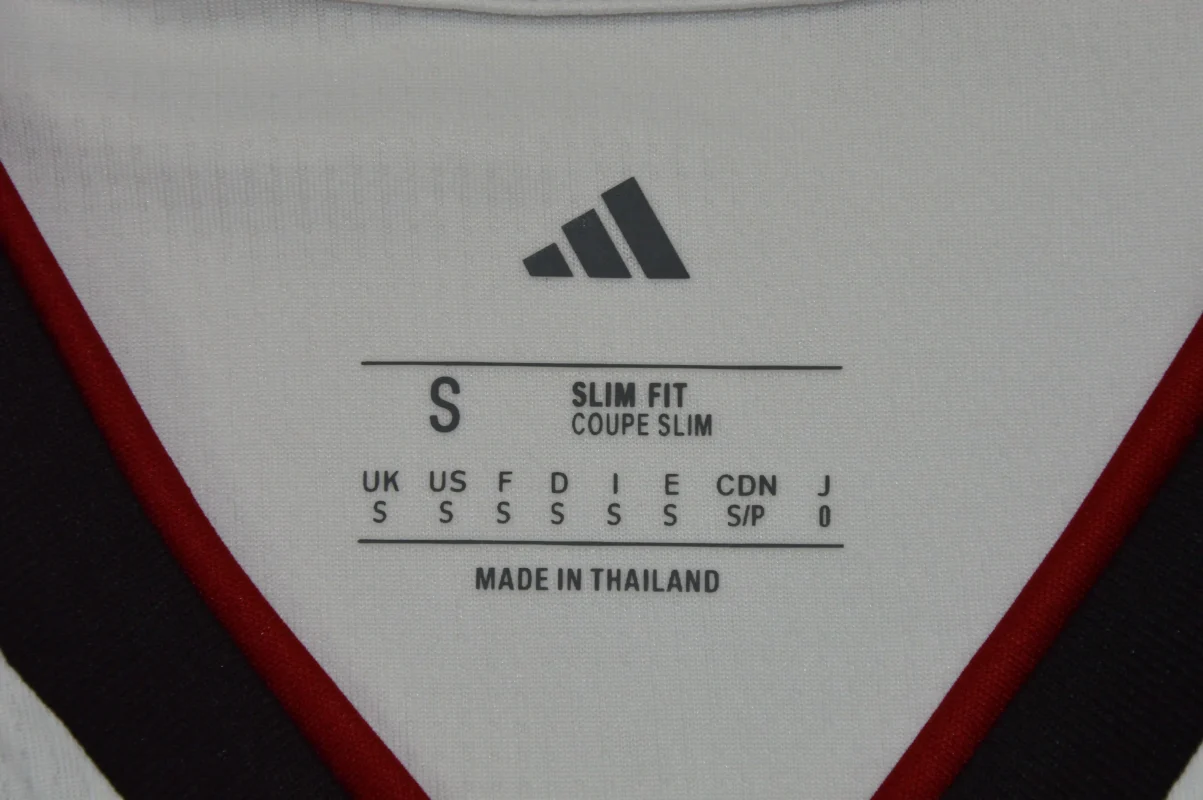 S
SLIM FIT
COUPE SLIM
UK US F D I E CDN J
S S S S S S S/P 0
MADE IN THAILAND